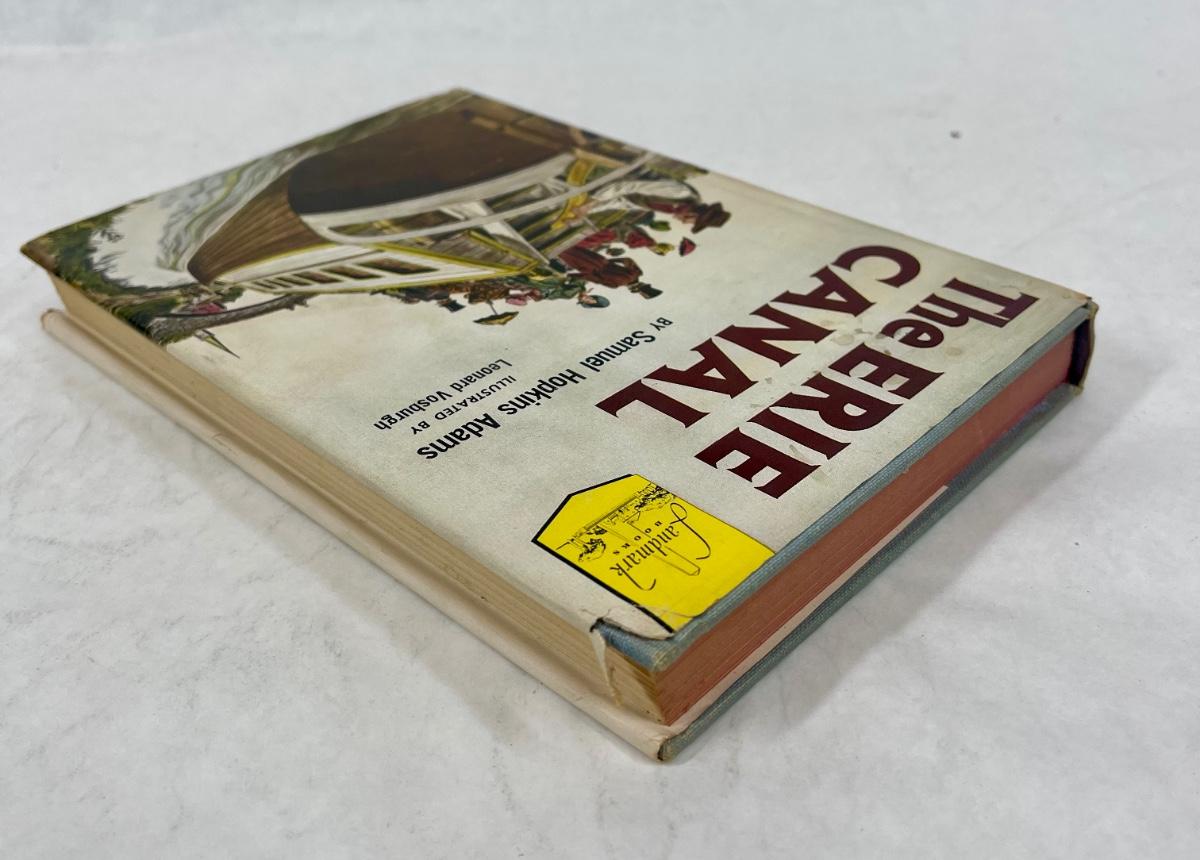 Landmark
BOOKS
The ERIE
CANAL
BY Samuel Hopkins Adams
ILLUSTRATED BY
Leonard Vosburgh